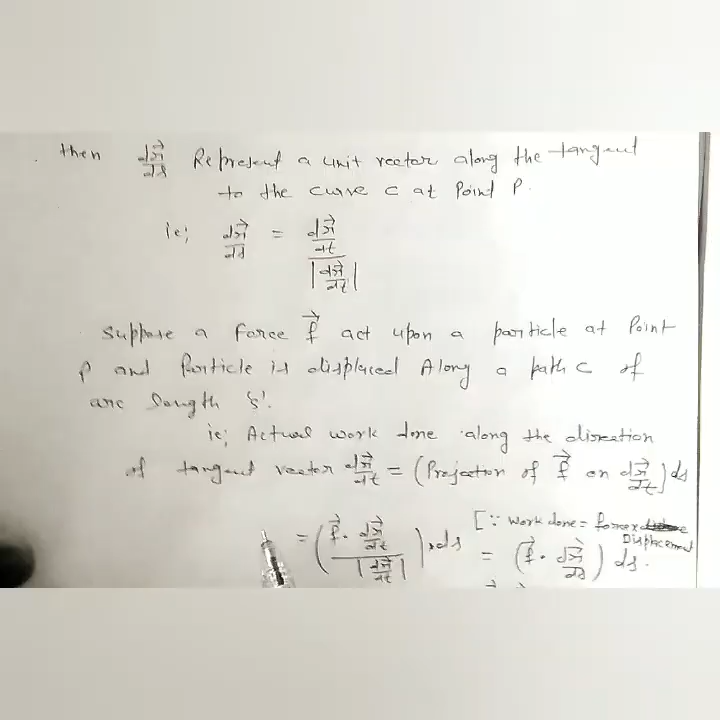 then dr⃗/ds Represent a unit vector along the tangent
to the curve C at Point P.
ie; dr⃗/ds = (dr⃗/dt)/|dr⃗/dt|
Suppose a force f⃗ act upon a particle at Point
P and Particle is displaced Along a path C of
arc length 's'.
ie; Actual work done along the direction
of tangent vector dr⃗/dt = (Projection of f⃗ on dr⃗/dt) ds
= (f⃗ · dr⃗/dt / |dr⃗/dt|) × ds [∵ Work done = force×
Displacement
= (f⃗ · dr⃗/ds) ds.